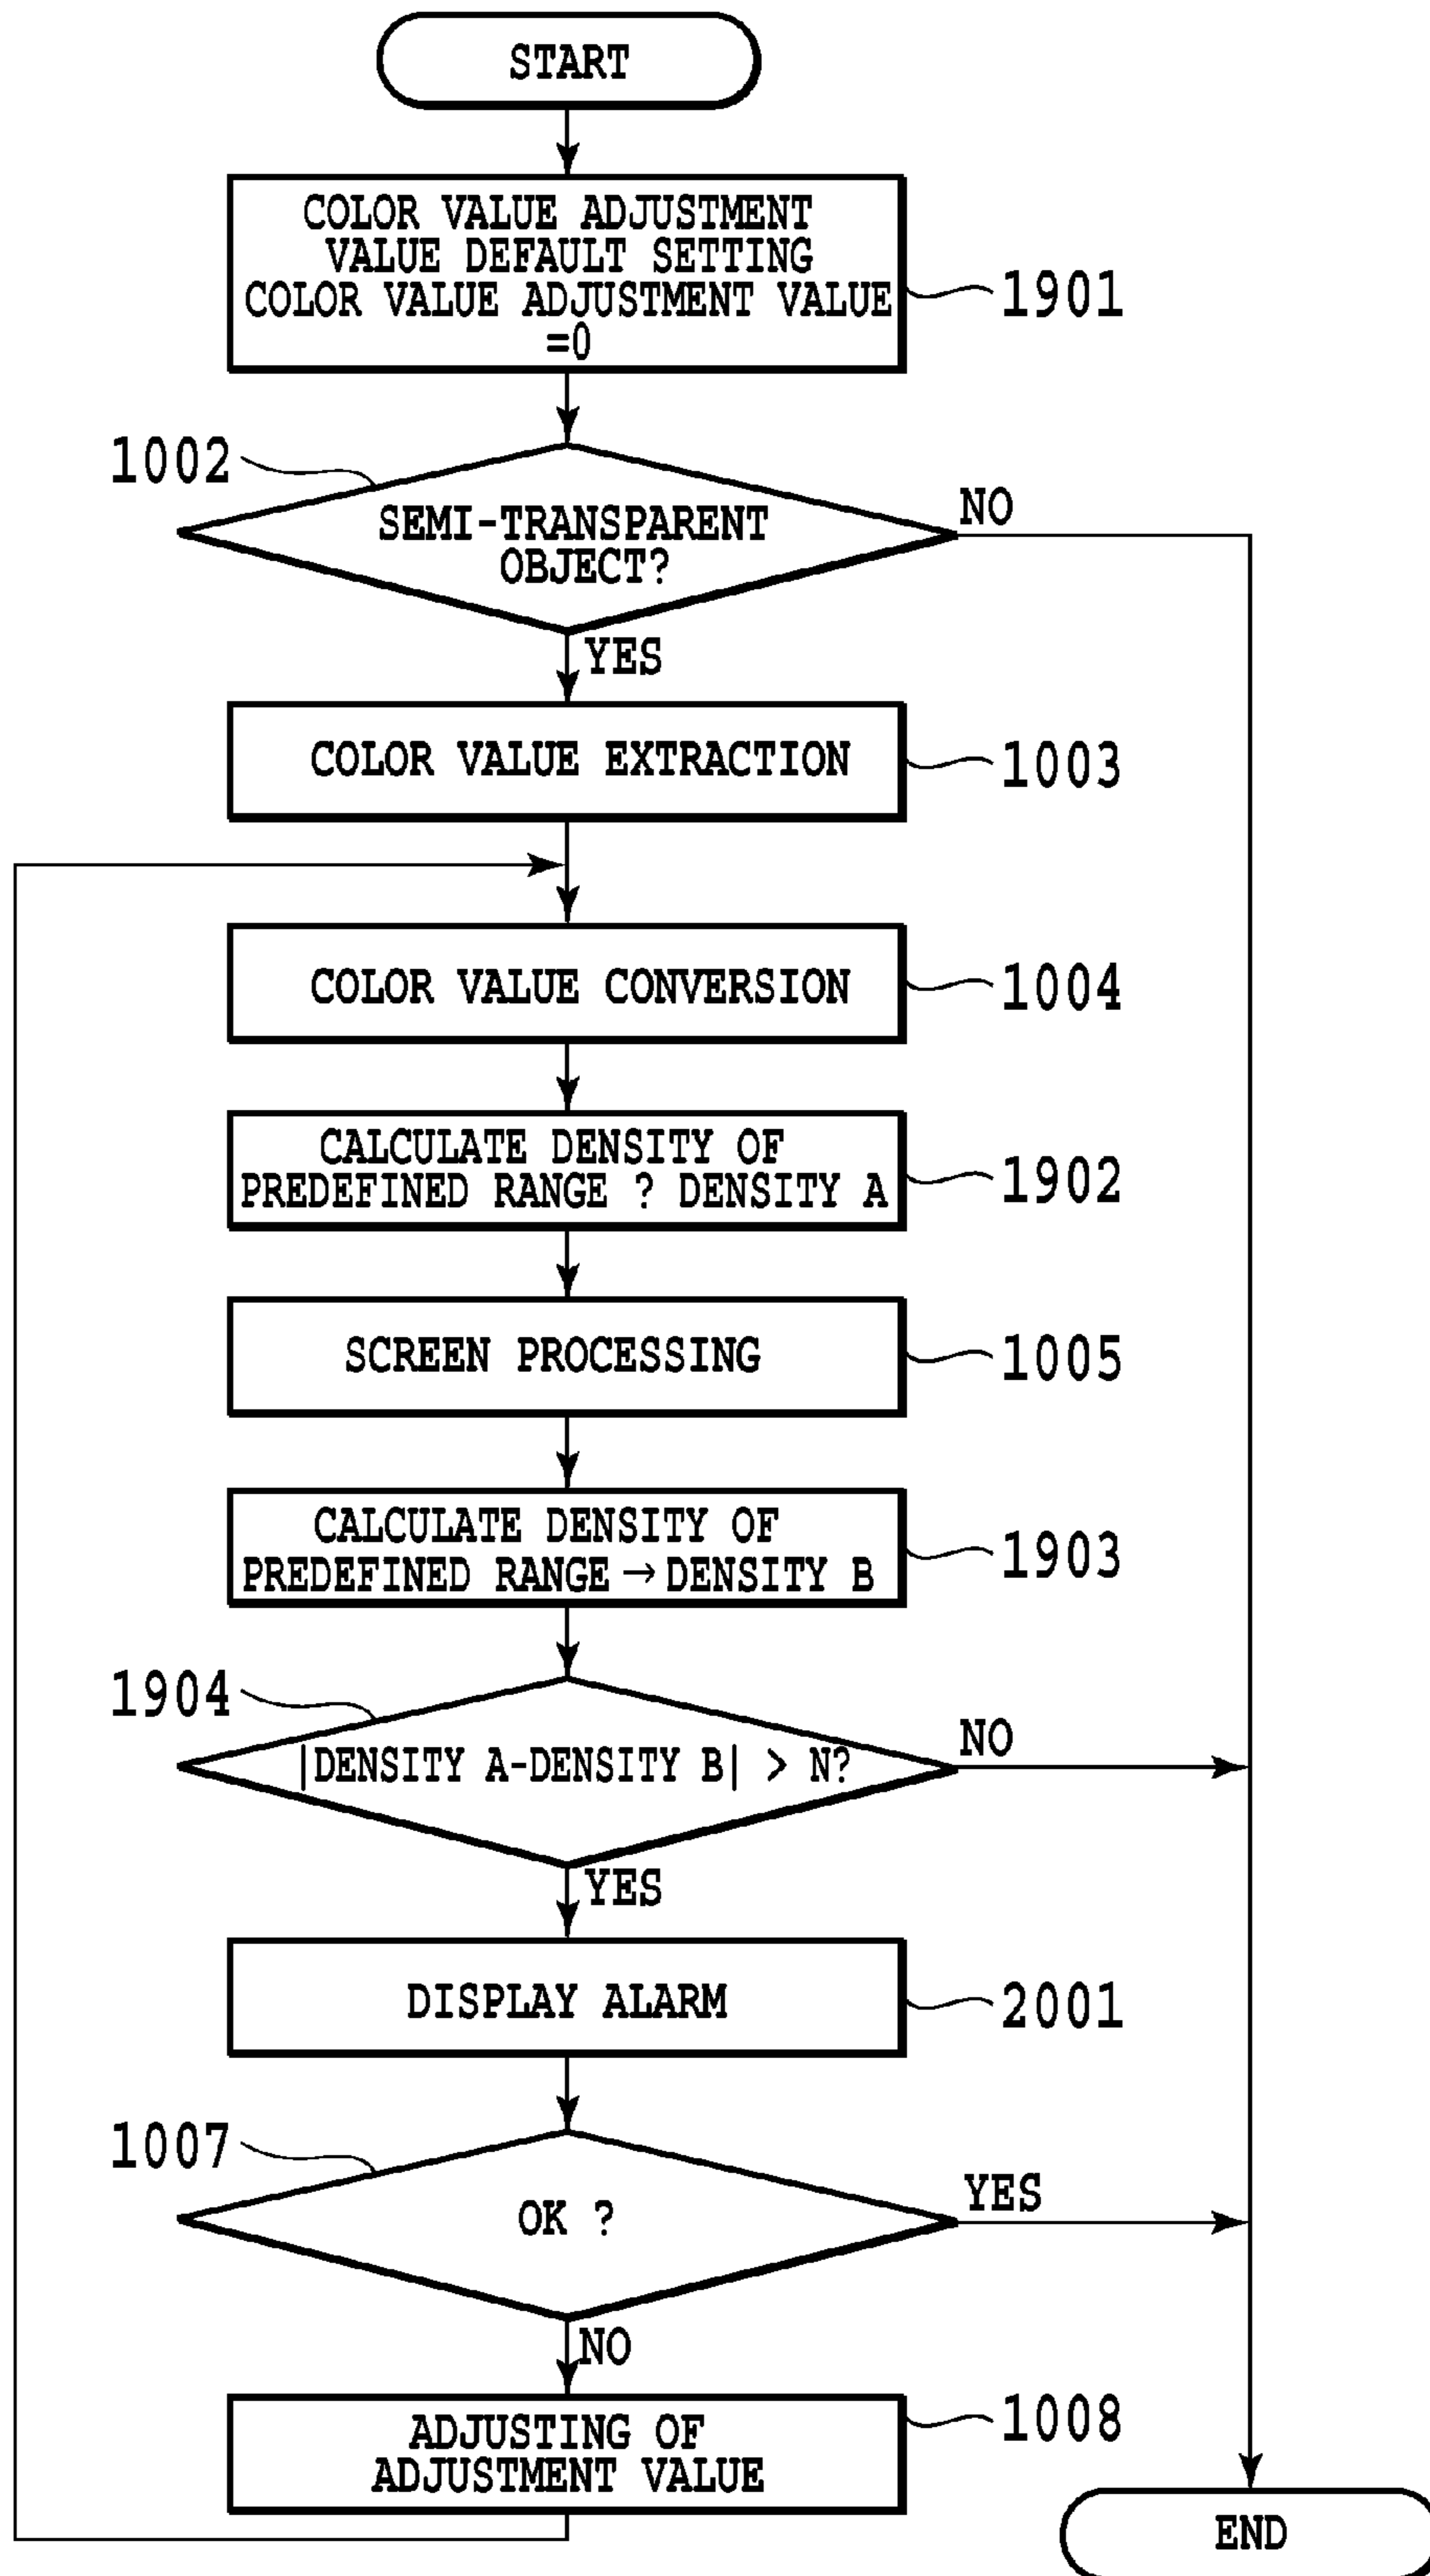 START
COLOR VALUE ADJUSTMENT
VALUE DEFAULT SETTING
COLOR VALUE ADJUSTMENT VALUE
=0
1901
1002
SEMI-TRANSPARENT
OBJECT?
NO
YES
COLOR VALUE EXTRACTION
1003
COLOR VALUE CONVERSION
1004
CALCULATE DENSITY OF
PREDEFINED RANGE ? DENSITY A
1902
SCREEN PROCESSING
1005
CALCULATE DENSITY OF
PREDEFINED RANGE → DENSITY B
1903
1904
|DENSITY A-DENSITY B| > N?
NO
YES
DISPLAY ALARM
2001
1007
OK ?
YES
NO
ADJUSTING OF
ADJUSTMENT VALUE
1008
END